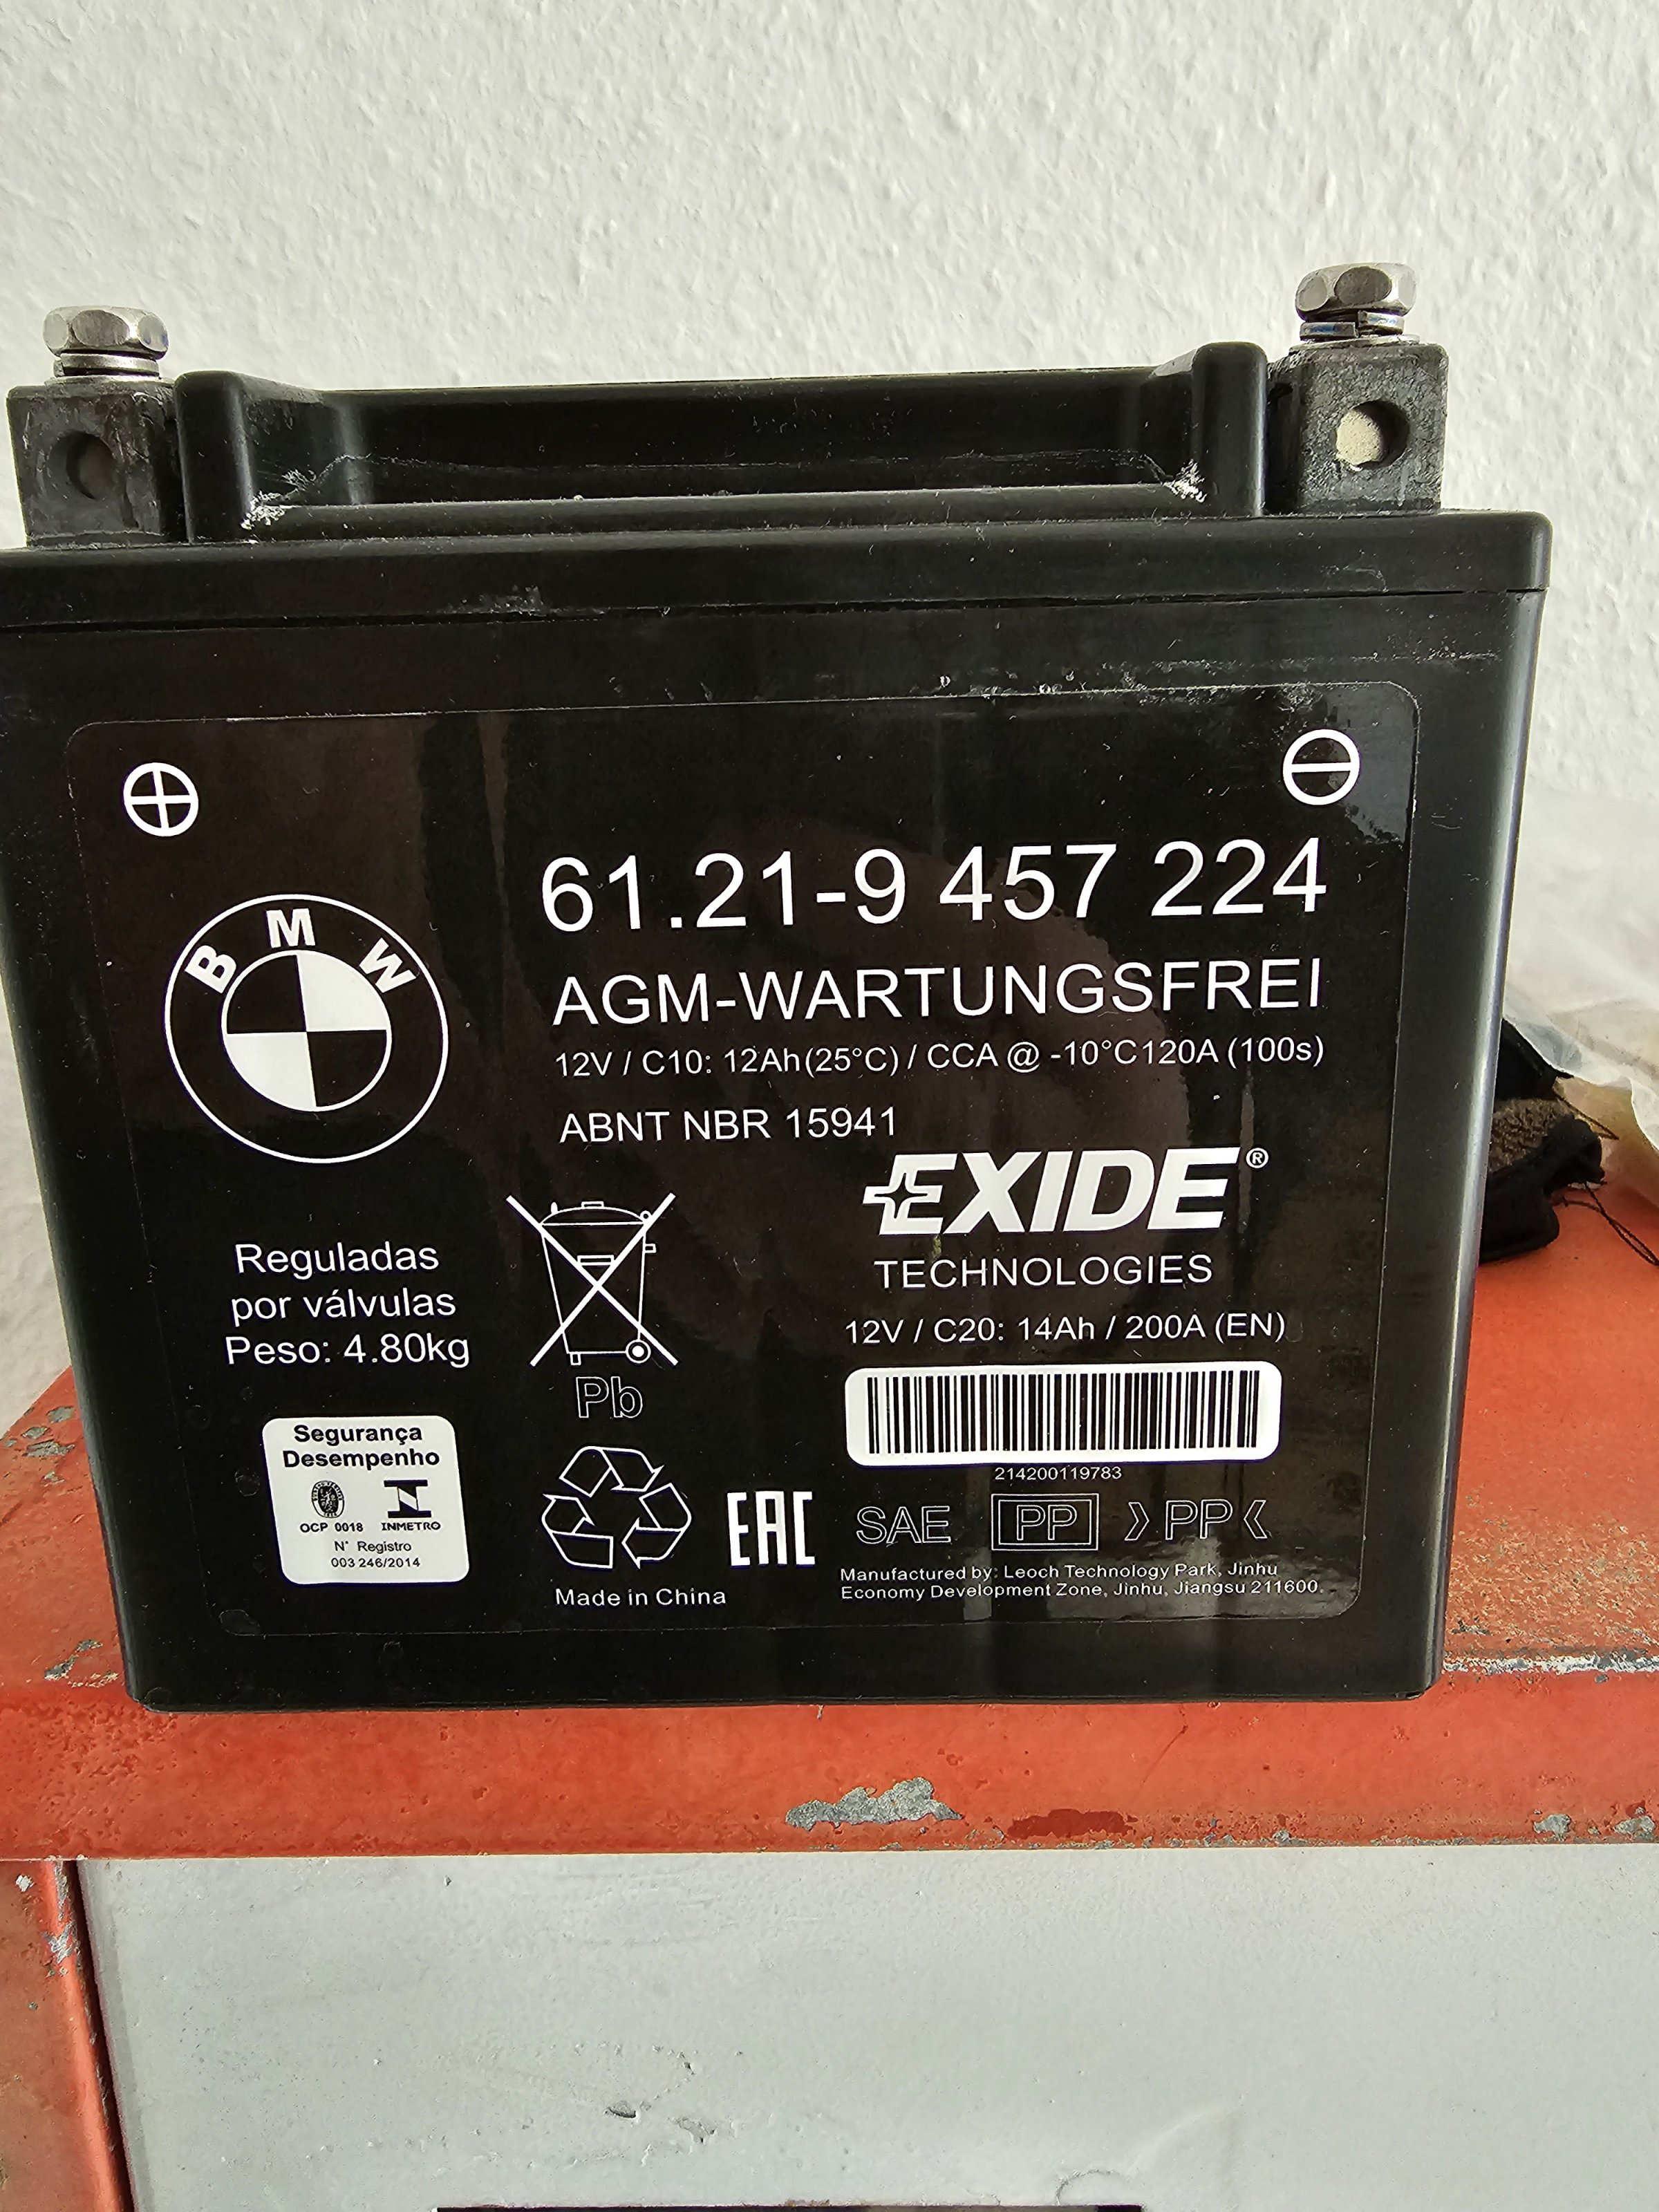 BMW
61.21-9 457 224
AGM-WARTUNGSFREI
12V / C10: 12Ah(25°C) / CCA @ -10°C120A (100s)
ABNT NBR 15941
EXIDE®
TECHNOLOGIES
12V / C20: 14Ah / 200A (EN)
214200119783
Reguladas
por válvulas
Peso: 4.80kg
Pb
Segurança
Desempenho
OCP 0018 INMETRO
N° Registro
003 246/2014
EAC SAE PP >PP<
Made in China
Manufactured by: Leoch Technology Park, Jinhu
Economy Development Zone, Jinhu, Jiangsu 211600